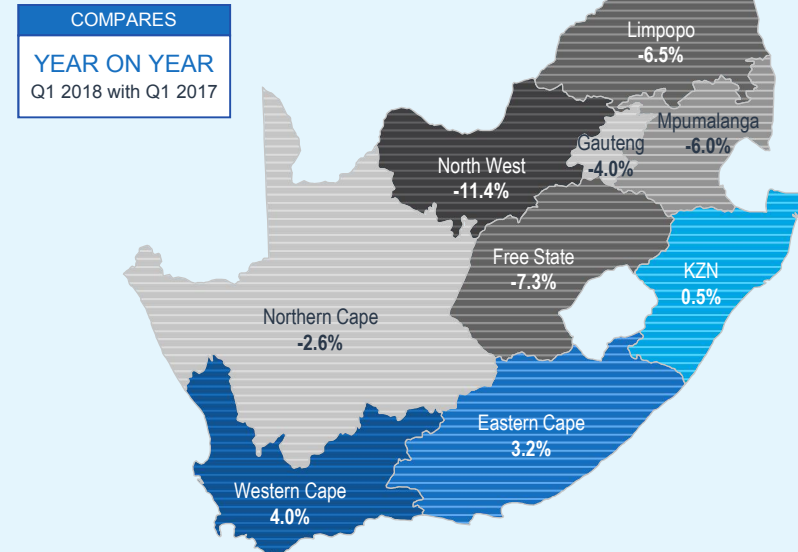 COMPARES
YEAR ON YEAR
Q1 2018 with Q1 2017
Limpopo
-6.5%
Mpumalanga
-6.0%
Gauteng
-4.0%
North West
-11.4%
Free State
-7.3%
KZN
0.5%
Northern Cape
-2.6%
Eastern Cape
3.2%
Western Cape
4.0%